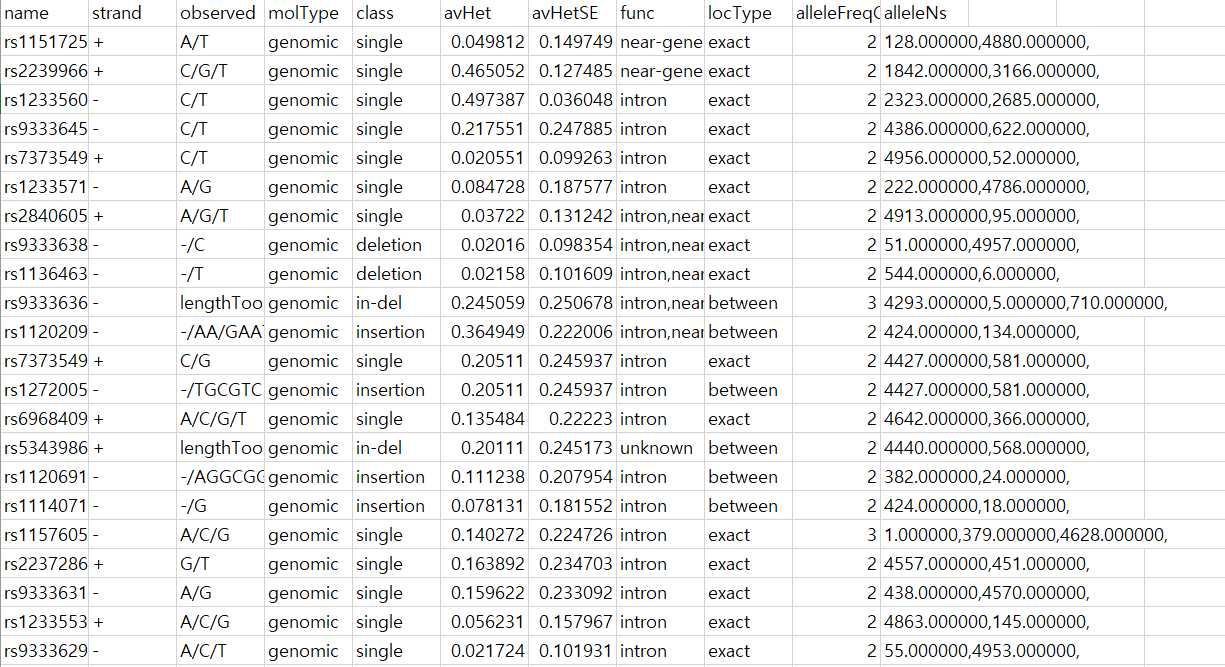 name strand observed molType class avHet avHetSE func locType alleleFreqC alleleNs
rs1151725 + A/T genomic single 0.049812 0.149749 near-gene exact 2 128.000000,4880.000000,
rs2239966 + C/G/T genomic single 0.465052 0.127485 near-gene exact 2 1842.000000,3166.000000,
rs1233560 - C/T genomic single 0.497387 0.036048 intron exact 2 2323.000000,2685.000000,
rs9333645 - C/T genomic single 0.217551 0.247885 intron exact 2 4386.000000,622.000000,
rs7373549 + C/T genomic single 0.020551 0.099263 intron exact 2 4956.000000,52.000000,
rs1233571 - A/G genomic single 0.084728 0.187577 intron exact 2 222.000000,4786.000000,
rs2840605 + A/G/T genomic single 0.03722 0.131242 intron,near exact 2 4913.000000,95.000000,
rs9333638 - -/C genomic deletion 0.02016 0.098354 intron,near exact 2 51.000000,4957.000000,
rs1136463 - -/T genomic deletion 0.02158 0.101609 intron,near exact 2 544.000000,6.000000,
rs9333636 - lengthToo genomic in-del 0.245059 0.250678 intron,near between 3 4293.000000,5.000000,710.000000,
rs1120209 - -/AA/GAA genomic insertion 0.364949 0.222006 intron,near between 2 424.000000,134.000000,
rs7373549 + C/G genomic single 0.20511 0.245937 intron exact 2 4427.000000,581.000000,
rs1272005 - -/TGCGTC genomic insertion 0.20511 0.245937 intron between 2 4427.000000,581.000000,
rs6968409 + A/C/G/T genomic single 0.135484 0.22223 intron exact 2 4642.000000,366.000000,
rs5343986 + lengthToo genomic in-del 0.20111 0.245173 unknown between 2 4440.000000,568.000000,
rs1120691 - -/AGGCGG genomic insertion 0.111238 0.207954 intron between 2 382.000000,24.000000,
rs1114071 - -/G genomic insertion 0.078131 0.181552 intron between 2 424.000000,18.000000,
rs1157605 - A/C/G genomic single 0.140272 0.224726 intron exact 3 1.000000,379.000000,4628.000000,
rs2237286 + G/T genomic single 0.163892 0.234703 intron exact 2 4557.000000,451.000000,
rs9333631 - A/G genomic single 0.159622 0.233092 intron exact 2 438.000000,4570.000000,
rs1233553 + A/C/G genomic single 0.056231 0.157967 intron exact 2 4863.000000,145.000000,
rs9333629 - A/C/T genomic single 0.021724 0.101931 intron exact 2 55.000000,4953.000000,